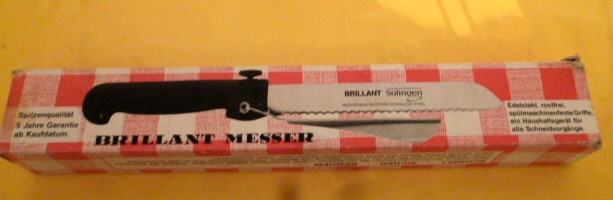 BRILLANT Solingen
ROSTFREI
Spitzenqualität
5 Jahre Garantie
ab Kaufdatum.
BRILLANT MESSER
Edelstahl, rostfrei,
spülmaschinenfeste Griffe,
ein Haushaltsgerät für
alle Schneidvorgänge.